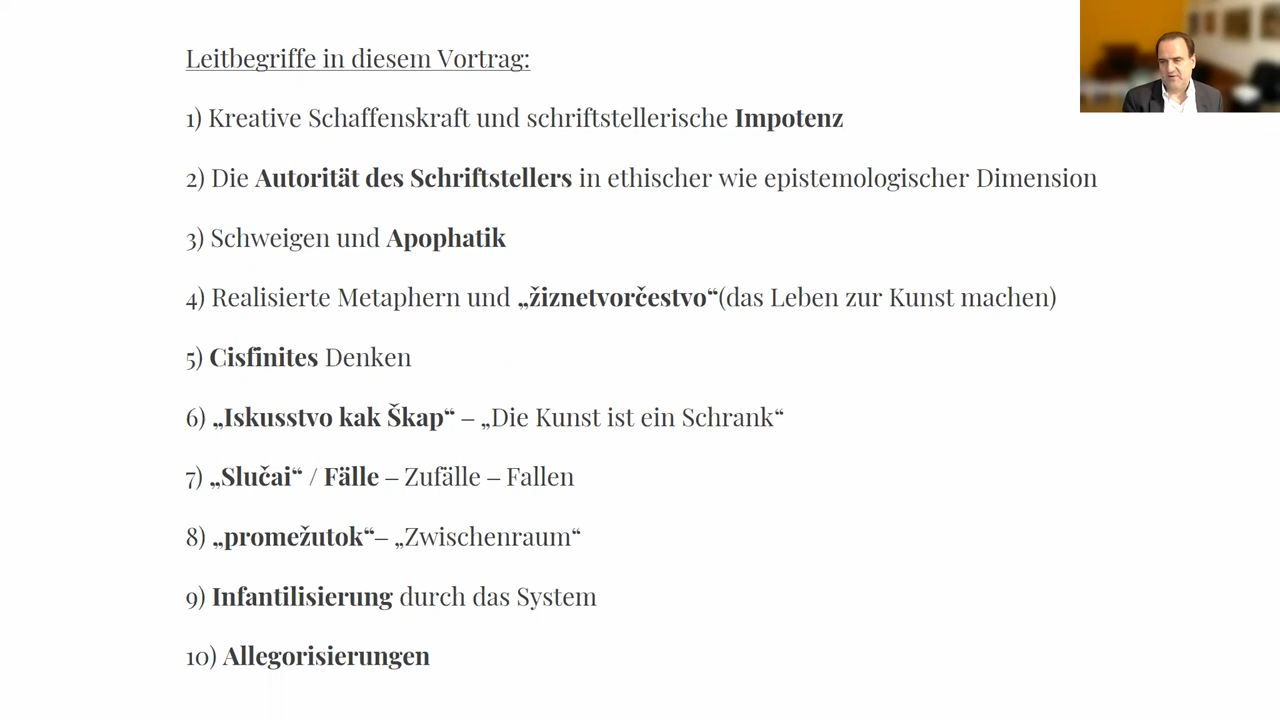 Leitbegriffe in diesem Vortrag:
1) Kreative Schaffenskraft und schriftstellerische Impotenz
2) Die Autorität des Schriftstellers in ethischer wie epistemologischer Dimension
3) Schweigen und Apophatik
4) Realisierte Metaphern und „žiznetvorčestvo“(das Leben zur Kunst machen)
5) Cisfinites Denken
6) „Iskusstvo kak Škap“ – „Die Kunst ist ein Schrank“
7) „Slučai“ / Fälle – Zufälle – Fallen
8) „promežutok“– „Zwischenraum“
9) Infantilisierung durch das System
10) Allegorisierungen